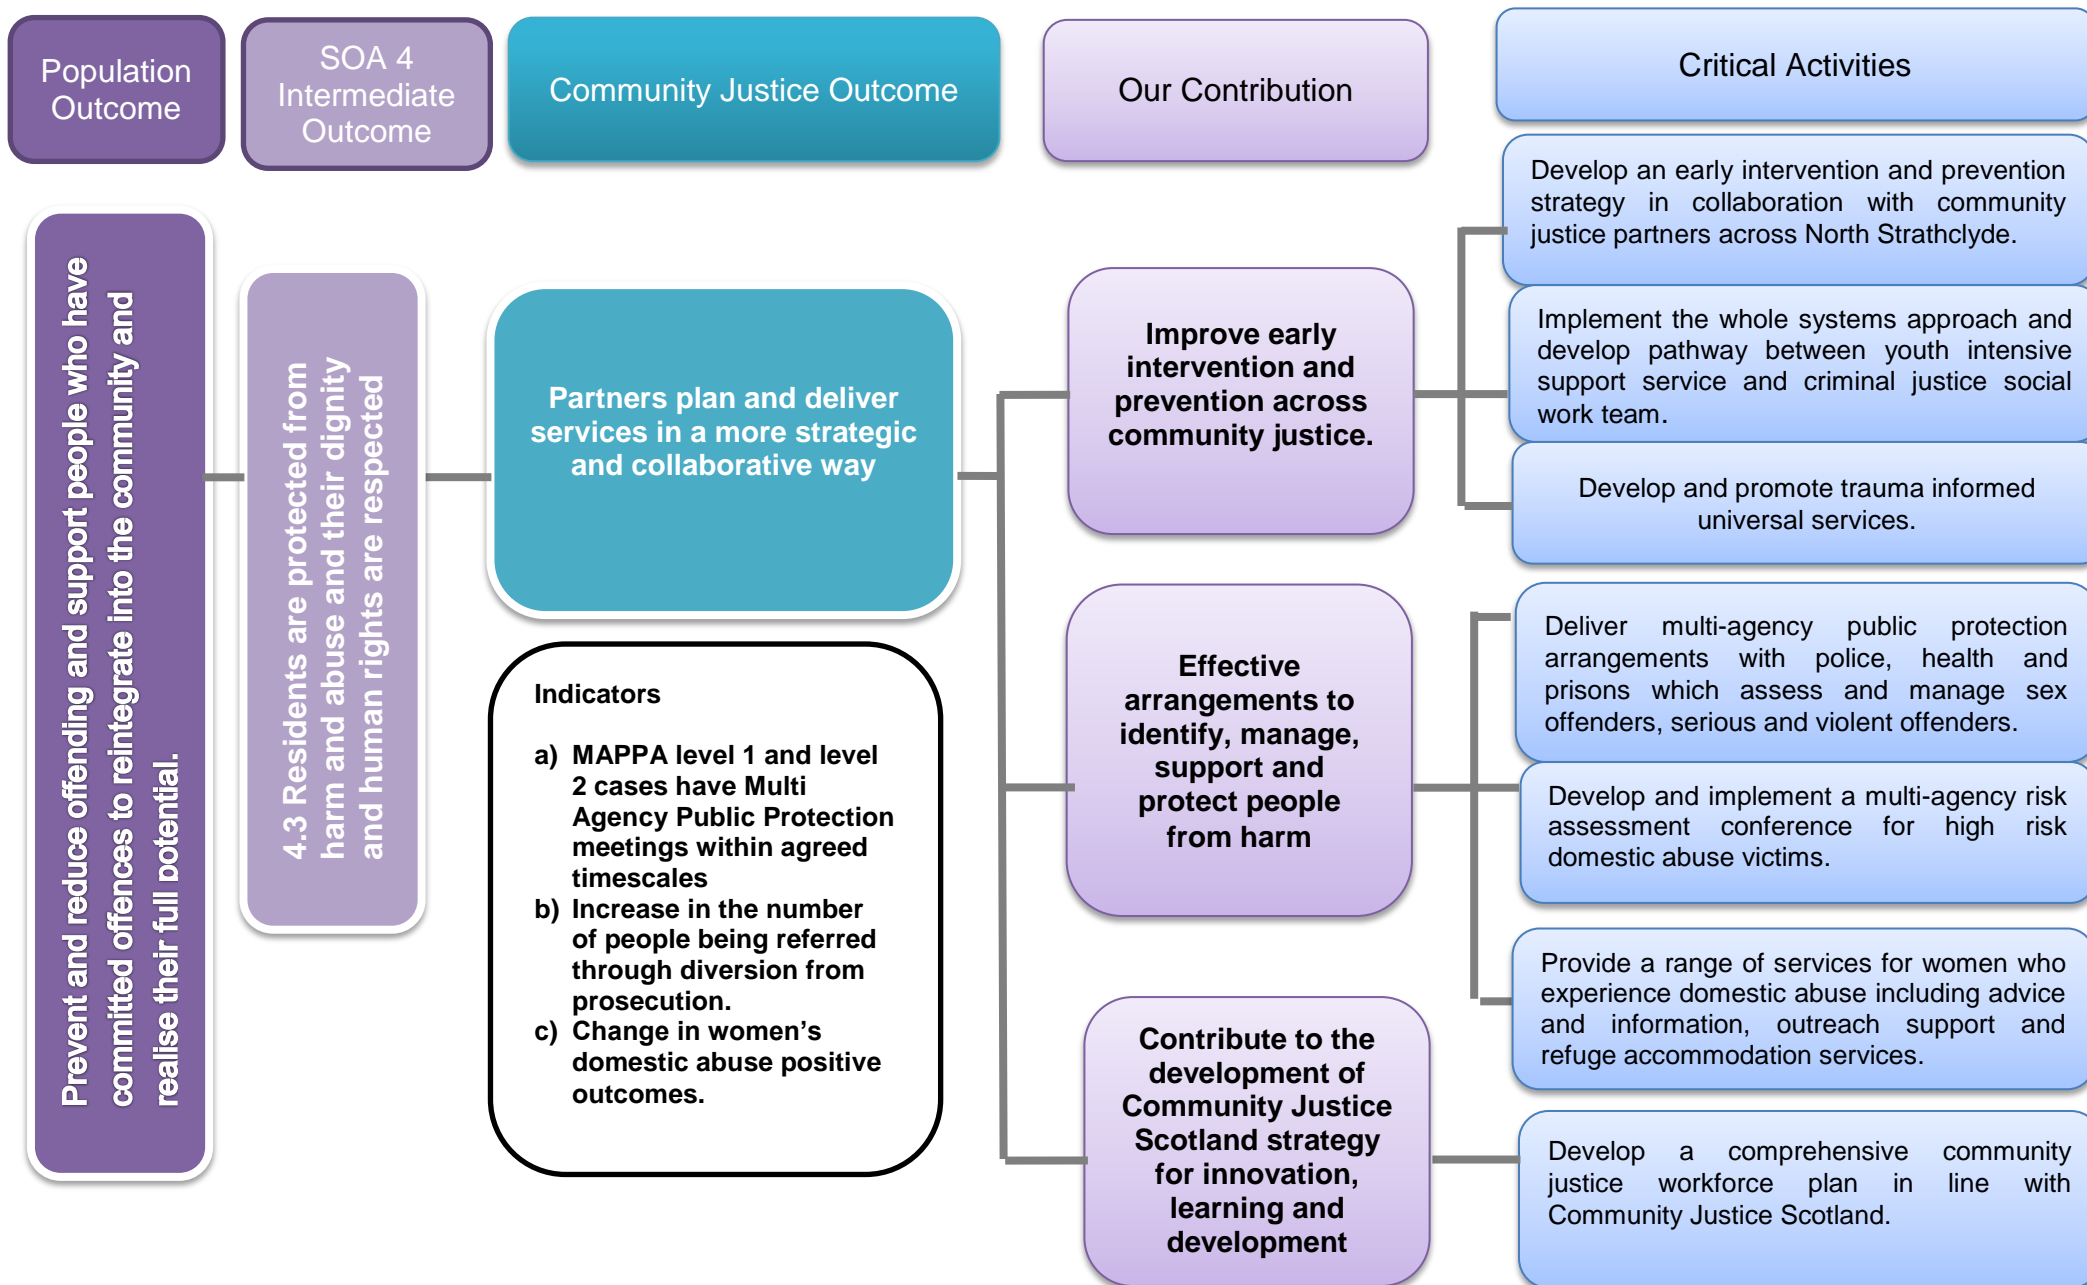 Population
Outcome
SOA 4
Intermediate
Outcome
Community Justice Outcome
Our Contribution
Critical Activities
Prevent and reduce offending and support people who have
committed offences to reintegrate into the community and
realise their full potential.
4.3 Residents are protected from
harm and abuse and their dignity
and human rights are respected
Partners plan and deliver
services in a more strategic
and collaborative way
Indicators
a) MAPPA level 1 and level
2 cases have Multi
Agency Public Protection
meetings within agreed
timescales
b) Increase in the number
of people being referred
through diversion from
prosecution.
c) Change in women’s
domestic abuse positive
outcomes.
Improve early
intervention and
prevention across
community justice.
Effective
arrangements to
identify, manage,
support and
protect people
from harm
Contribute to the
development of
Community Justice
Scotland strategy
for innovation,
learning and
development
Develop an early intervention and prevention
strategy in collaboration with community
justice partners across North Strathclyde.
Implement the whole systems approach and
develop pathway between youth intensive
support service and criminal justice social
work team.
Develop and promote trauma informed
universal services.
Deliver multi-agency public protection
arrangements with police, health and
prisons which assess and manage sex
offenders, serious and violent offenders.
Develop and implement a multi-agency risk
assessment conference for high risk
domestic abuse victims.
Provide a range of services for women who
experience domestic abuse including advice
and information, outreach support and
refuge accommodation services.
Develop a comprehensive community
justice workforce plan in line with
Community Justice Scotland.